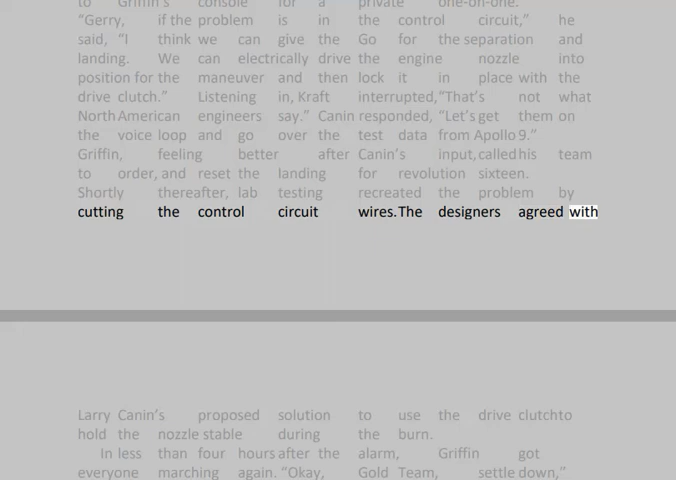 to Griffin's console for a private one-on-one.
“Gerry, if the problem is in the control circuit,” he
said, “I think we can give the Go for the separation and
landing. We can electrically drive the engine nozzle into
position for the maneuver and then lock it in place with the
drive clutch.” Listening in, Kraft interrupted, “That’s not what
North American engineers say.” Canin responded, “Let’s get them on
the voice loop and go over the test data from Apollo 9.”
Griffin, feeling better after Canin’s input, called his team
to order, and reset the landing for revolution sixteen.
Shortly thereafter, lab testing recreated the problem by
cutting the control circuit wires. The designers agreed with
Larry Canin’s proposed solution to use the drive clutchto
hold the nozzle stable during the burn.
In less than four hours after the alarm, Griffin got
everyone marching again. “Okay, Gold Team, settle down,”